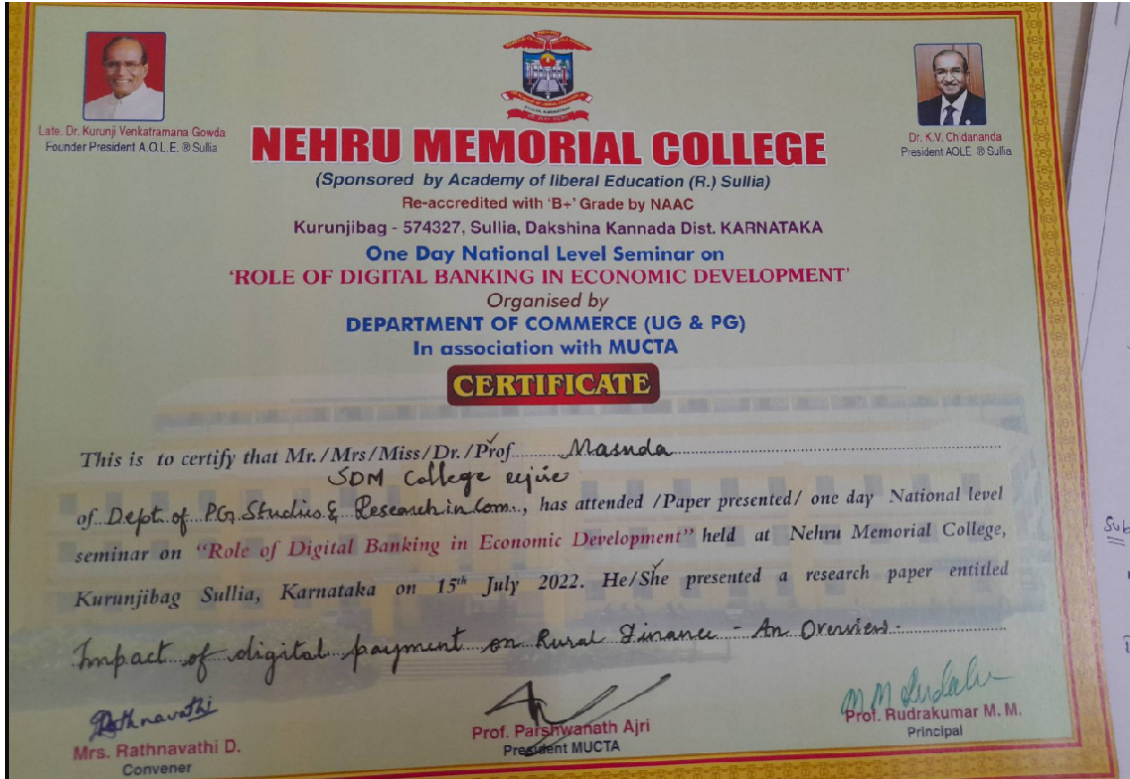 Late. Dr. Kurunji Venkatramana Gowda
Founder President A.O.L.E. ® Sullia
Dr. K.V. Chidananda
President AOLE ® Sullia
NEHRU MEMORIAL COLLEGE
(Sponsored by Academy of liberal Education (R.) Sullia)
Re-accredited with 'B+' Grade by NAAC
Kurunjibag - 574327, Sullia, Dakshina Kannada Dist. KARNATAKA
One Day National Level Seminar on
'ROLE OF DIGITAL BANKING IN ECONOMIC DEVELOPMENT'
Organised by
DEPARTMENT OF COMMERCE (UG & PG)
In association with MUCTA
CERTIFICATE
This is to certify that Mr./Mrs/Miss/Dr./Prof Masuda
SDM College ujire
of Dept. of PG Studies & Research in Com., has attended /Paper presented/ one day National level
seminar on "Role of Digital Banking in Economic Development" held at Nehru Memorial College,
Kurunjibag Sullia, Karnataka on 15th July 2022. He/She presented a research paper entitled
Impact of digital payment on Rural Finance - An Overview.
Rathnavathi
Mrs. Rathnavathi D.
Convener
Prof. Parshwanath Ajri
President MUCTA
Prof. Rudrakumar M. M.
Principal
Sub